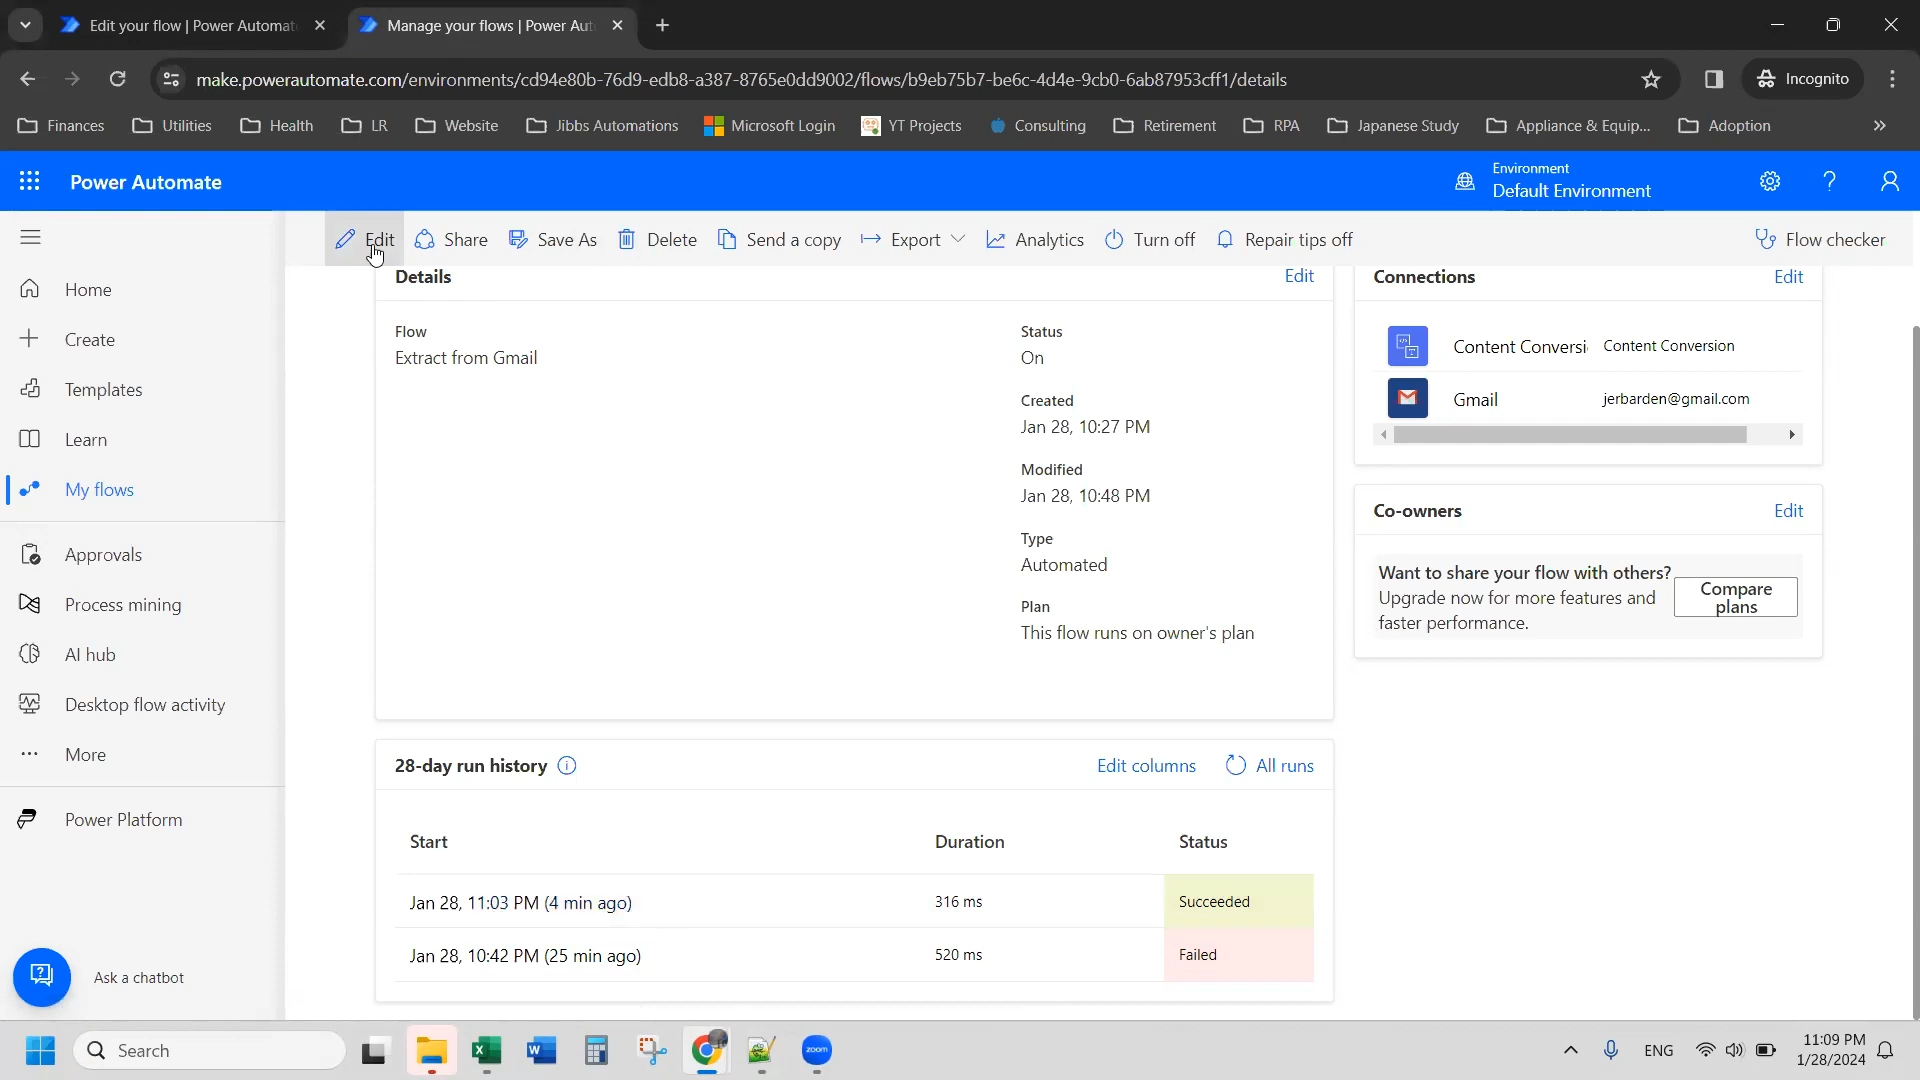 Edit your flow | Power Automat
Manage your flows | Power Aut
make.powerautomate.com/environments/cd94e80b-76d9-edb8-a387-8765e0dd9002/flows/b9eb75b7-be6c-4d4e-9cb0-6ab87953cff1/details
Incognito
Finances
Utilities
Health
LR
Website
Jibbs Automations
Microsoft Login
YT Projects
Consulting
Retirement
RPA
Japanese Study
Appliance & Equip...
Adoption
Power Automate
Environment
Default Environment
Edit
Share
Save As
Delete
Send a copy
Export
Analytics
Turn off
Repair tips off
Flow checker
Home
Create
Templates
Learn
My flows
Approvals
Process mining
AI hub
Desktop flow activity
More
Power Platform
Ask a chatbot
Details
Edit
Flow
Extract from Gmail
Status
On
Created
Jan 28, 10:27 PM
Modified
Jan 28, 10:48 PM
Type
Automated
Plan
This flow runs on owner's plan
Connections
Edit
Content Conversi
Content Conversion
Gmail
jerbarden@gmail.com
Co-owners
Edit
Want to share your flow with others?
Upgrade now for more features and
faster performance.
Compare
plans
28-day run history
Edit columns
All runs
Start
Duration
Status
Jan 28, 11:03 PM (4 min ago)
316 ms
Succeeded
Jan 28, 10:42 PM (25 min ago)
520 ms
Failed
Search
zoom
ENG
11:09 PM
1/28/2024